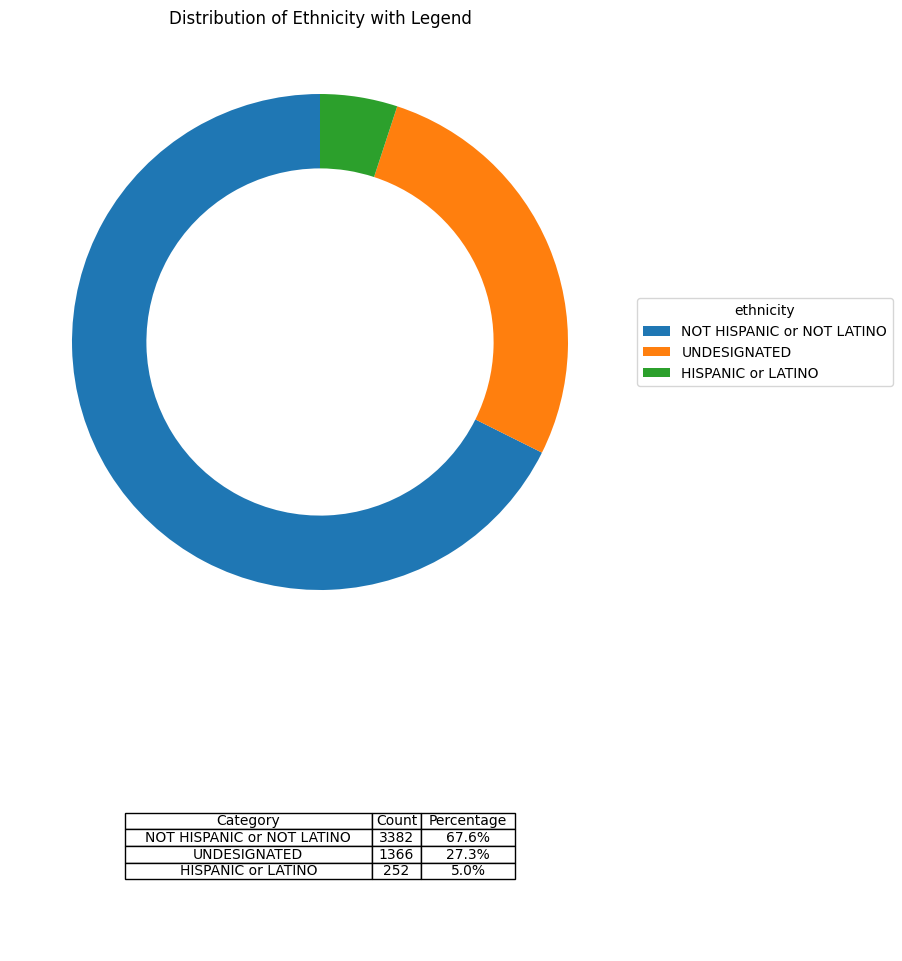 Distribution of Ethnicity with Legend
ethnicity
NOT HISPANIC or NOT LATINO
UNDESIGNATED
HISPANIC or LATINO
Category Count Percentage
NOT HISPANIC or NOT LATINO 3382 67.6%
UNDESIGNATED 1366 27.3%
HISPANIC or LATINO 252 5.0%